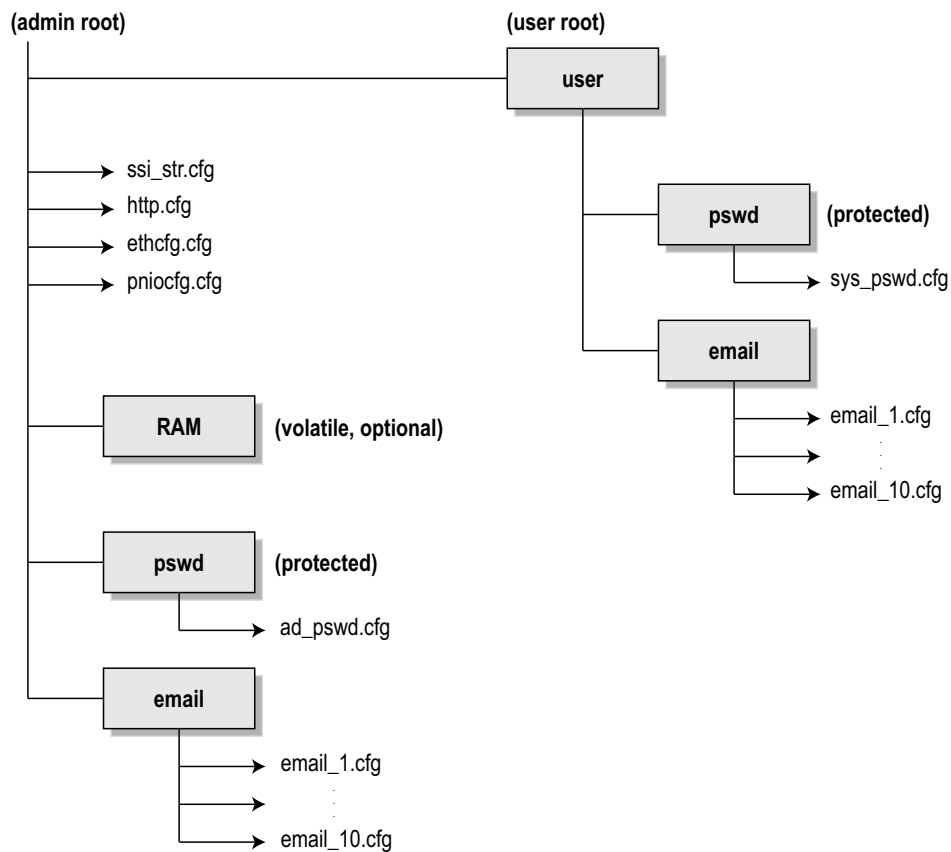 (admin root)
(user root)
user
ssi_str.cfg
http.cfg
ethcfg.cfg
pniocfg.cfg
pswd
(protected)
sys_pswd.cfg
email
email_1.cfg
email_10.cfg
RAM
(volatile, optional)
pswd
(protected)
ad_pswd.cfg
email
email_1.cfg
email_10.cfg